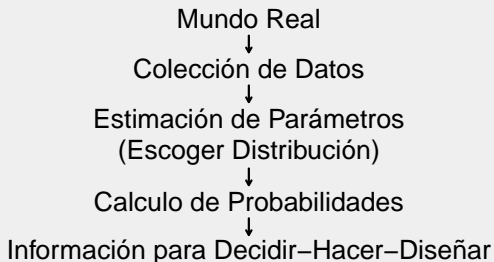 Mundo Real
Colección de Datos
Estimación de Parámetros
(Escoger Distribución)
Calculo de Probabilidades
Información para Decidir−Hacer−Diseñar